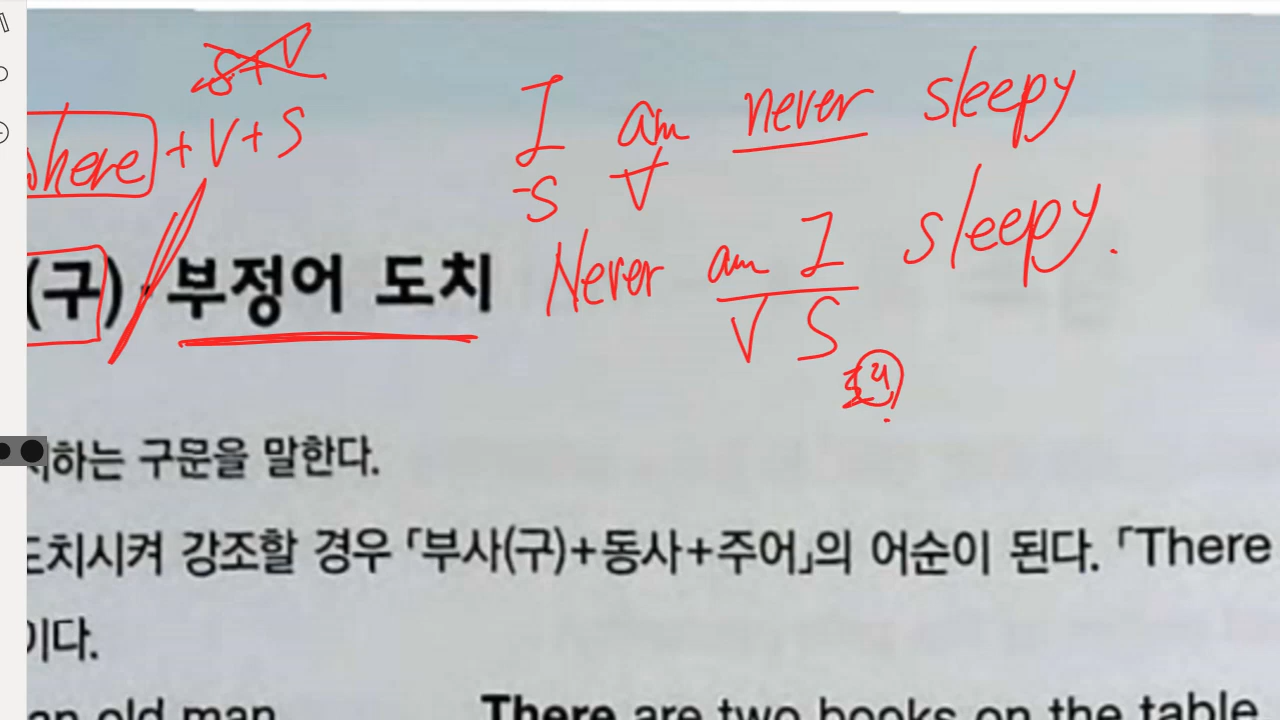 S+V
where + V + S
I am never sleepy
S V
Never am I sleepy.
V S
(구)· 부정어 도치
하는 구문을 말한다.
도치시켜 강조할 경우 「부사(구)+동사+주어」의 어순이 된다. 「There
이다.
an old man There are two books on the table